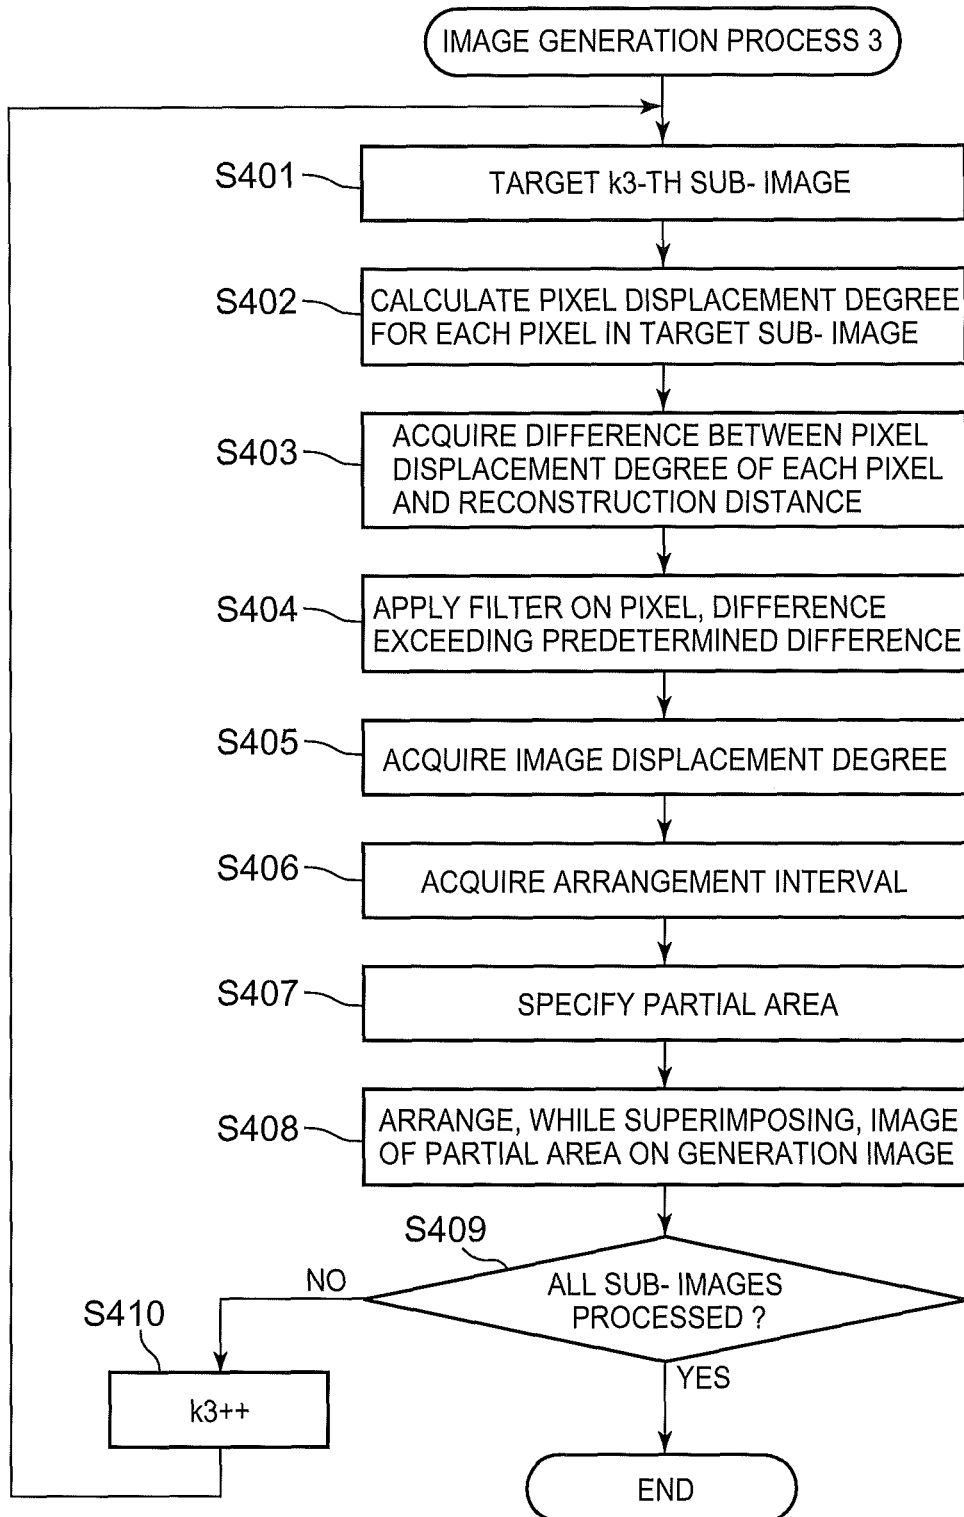 IMAGE GENERATION PROCESS 3
S401
TARGET k3-TH SUB- IMAGE
S402
CALCULATE PIXEL DISPLACEMENT DEGREE
FOR EACH PIXEL IN TARGET SUB- IMAGE
S403
ACQUIRE DIFFERENCE BETWEEN PIXEL
DISPLACEMENT DEGREE OF EACH PIXEL
AND RECONSTRUCTION DISTANCE
S404
APPLY FILTER ON PIXEL, DIFFERENCE
EXCEEDING PREDETERMINED DIFFERENCE
S405
ACQUIRE IMAGE DISPLACEMENT DEGREE
S406
ACQUIRE ARRANGEMENT INTERVAL
S407
SPECIFY PARTIAL AREA
S408
ARRANGE, WHILE SUPERIMPOSING, IMAGE
OF PARTIAL AREA ON GENERATION IMAGE
S409
ALL SUB- IMAGES
PROCESSED ?
NO
S410
k3++
YES
END